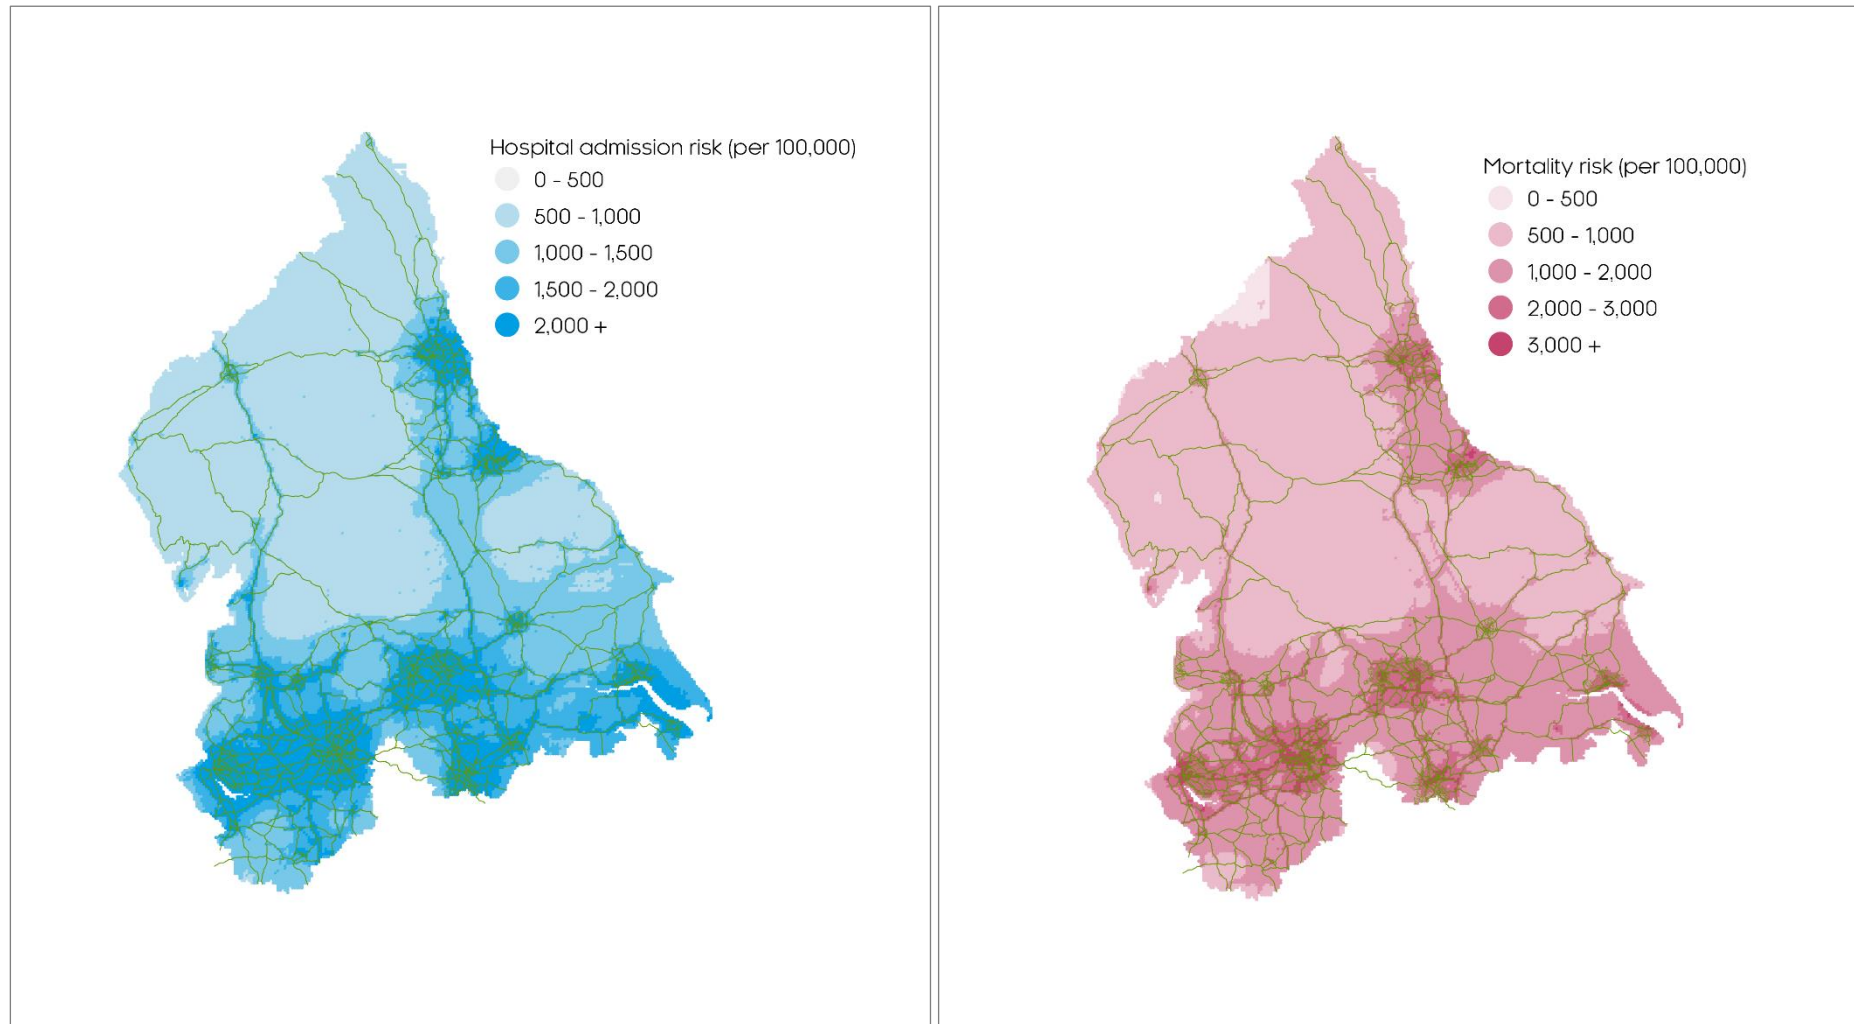 Hospital admission risk (per 100,000)
0 - 500
500 - 1,000
1,000 - 1,500
1,500 - 2,000
2,000 +
Mortality risk (per 100,000)
0 - 500
500 - 1,000
1,000 - 2,000
2,000 - 3,000
3,000 +